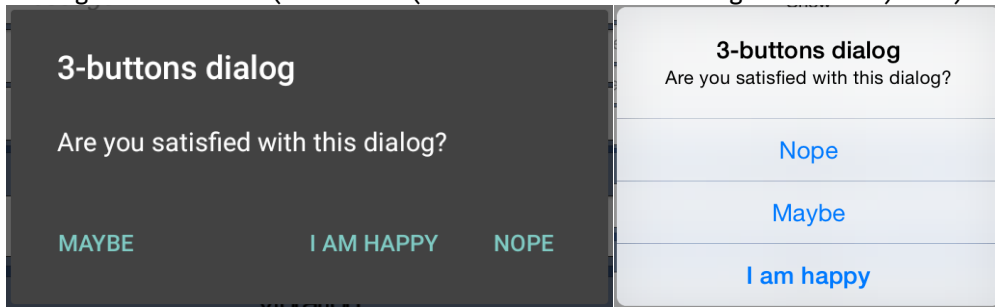 3-buttons dialog
Are you satisfied with this dialog?
MAYBE I AM HAPPY NOPE
3-buttons dialog
Are you satisfied with this dialog?
Nope
Maybe
I am happy